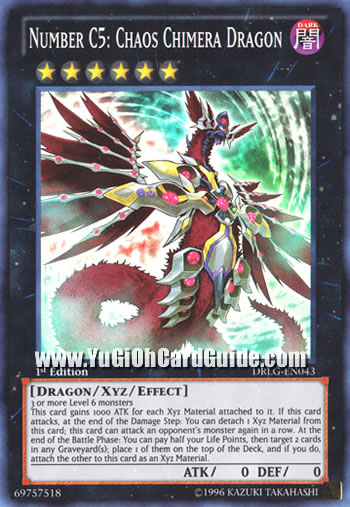 NUMBER C5: CHAOS CHIMERA DRAGON
DARK
闇
www.YuGiOhCardGuide.com
1st Edition
DRLG-EN043
[DRAGON/XYZ/EFFECT]
3 or more Level 6 monsters
This card gains 1000 ATK for each Xyz Material attached to it. If this card
attacks, at the end of the Damage Step: You can detach 1 Xyz Material from
this card; this card can attack an opponent's monster again in a row. At the
end of the Battle Phase: You can pay half your Life Points, then target 2 cards
in any Graveyard(s); place 1 of them on the top of the Deck, and if you do,
attach the other to this card as an Xyz Material.
ATK/ 0 DEF/ 0
69757518
©1996 KAZUKI TAKAHASHI